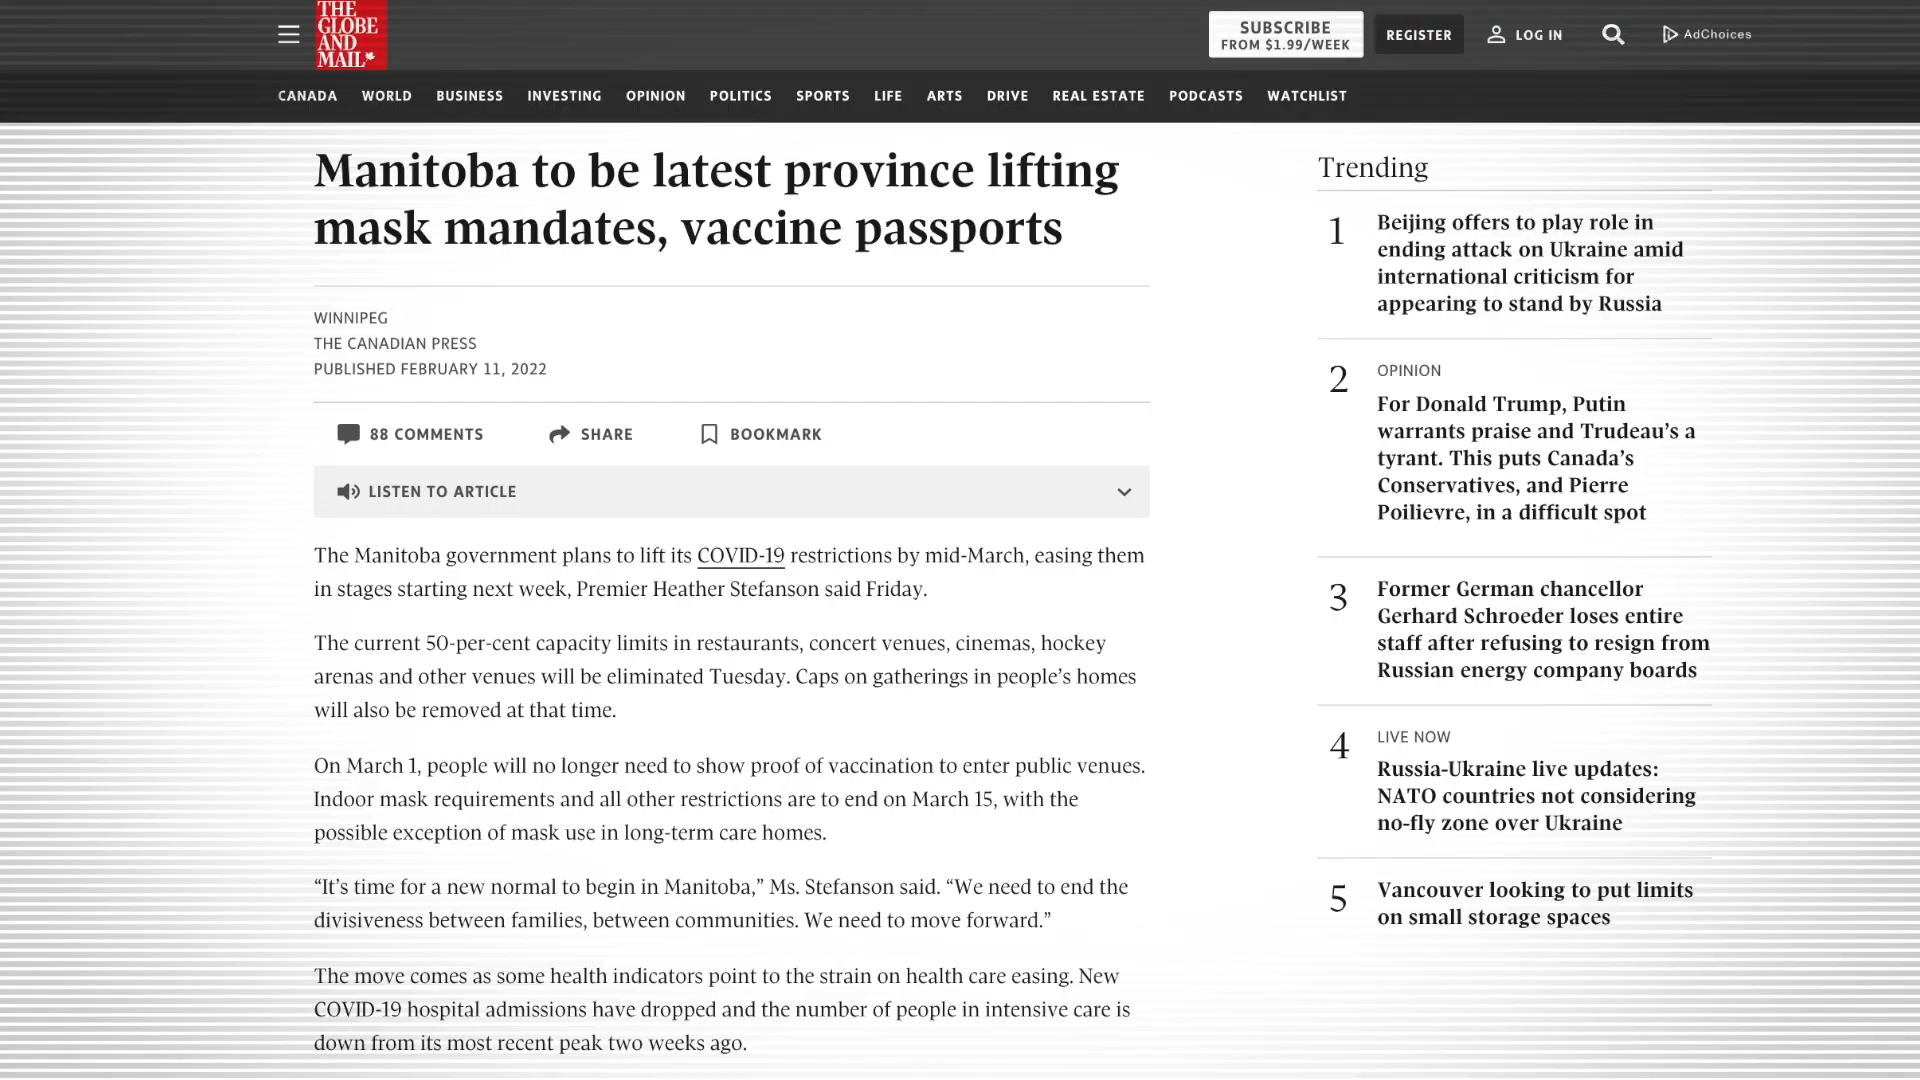 THE
GLOBE
AND
MAIL
SUBSCRIBE
FROM $1.99/WEEK
REGISTER
LOG IN
AdChoices
CANADA WORLD BUSINESS INVESTING OPINION POLITICS SPORTS LIFE ARTS DRIVE REAL ESTATE PODCASTS WATCHLIST
Manitoba to be latest province lifting
mask mandates, vaccine passports
WINNIPEG
THE CANADIAN PRESS
PUBLISHED FEBRUARY 11, 2022
88 COMMENTS SHARE BOOKMARK
LISTEN TO ARTICLE
The Manitoba government plans to lift its COVID-19 restrictions by mid-March, easing them
in stages starting next week, Premier Heather Stefanson said Friday.
The current 50-per-cent capacity limits in restaurants, concert venues, cinemas, hockey
arenas and other venues will be eliminated Tuesday. Caps on gatherings in people’s homes
will also be removed at that time.
On March 1, people will no longer need to show proof of vaccination to enter public venues.
Indoor mask requirements and all other restrictions are to end on March 15, with the
possible exception of mask use in long-term care homes.
“It’s time for a new normal to begin in Manitoba,” Ms. Stefanson said. “We need to end the
divisiveness between families, between communities. We need to move forward.”
The move comes as some health indicators point to the strain on health care easing. New
COVID-19 hospital admissions have dropped and the number of people in intensive care is
down from its most recent peak two weeks ago.
Trending
1
Beijing offers to play role in
ending attack on Ukraine amid
international criticism for
appearing to stand by Russia
2
OPINION
For Donald Trump, Putin
warrants praise and Trudeau’s a
tyrant. This puts Canada’s
Conservatives, and Pierre
Poilievre, in a difficult spot
3
Former German chancellor
Gerhard Schroeder loses entire
staff after refusing to resign from
Russian energy company boards
4
LIVE NOW
Russia-Ukraine live updates:
NATO countries not considering
no-fly zone over Ukraine
5
Vancouver looking to put limits
on small storage spaces